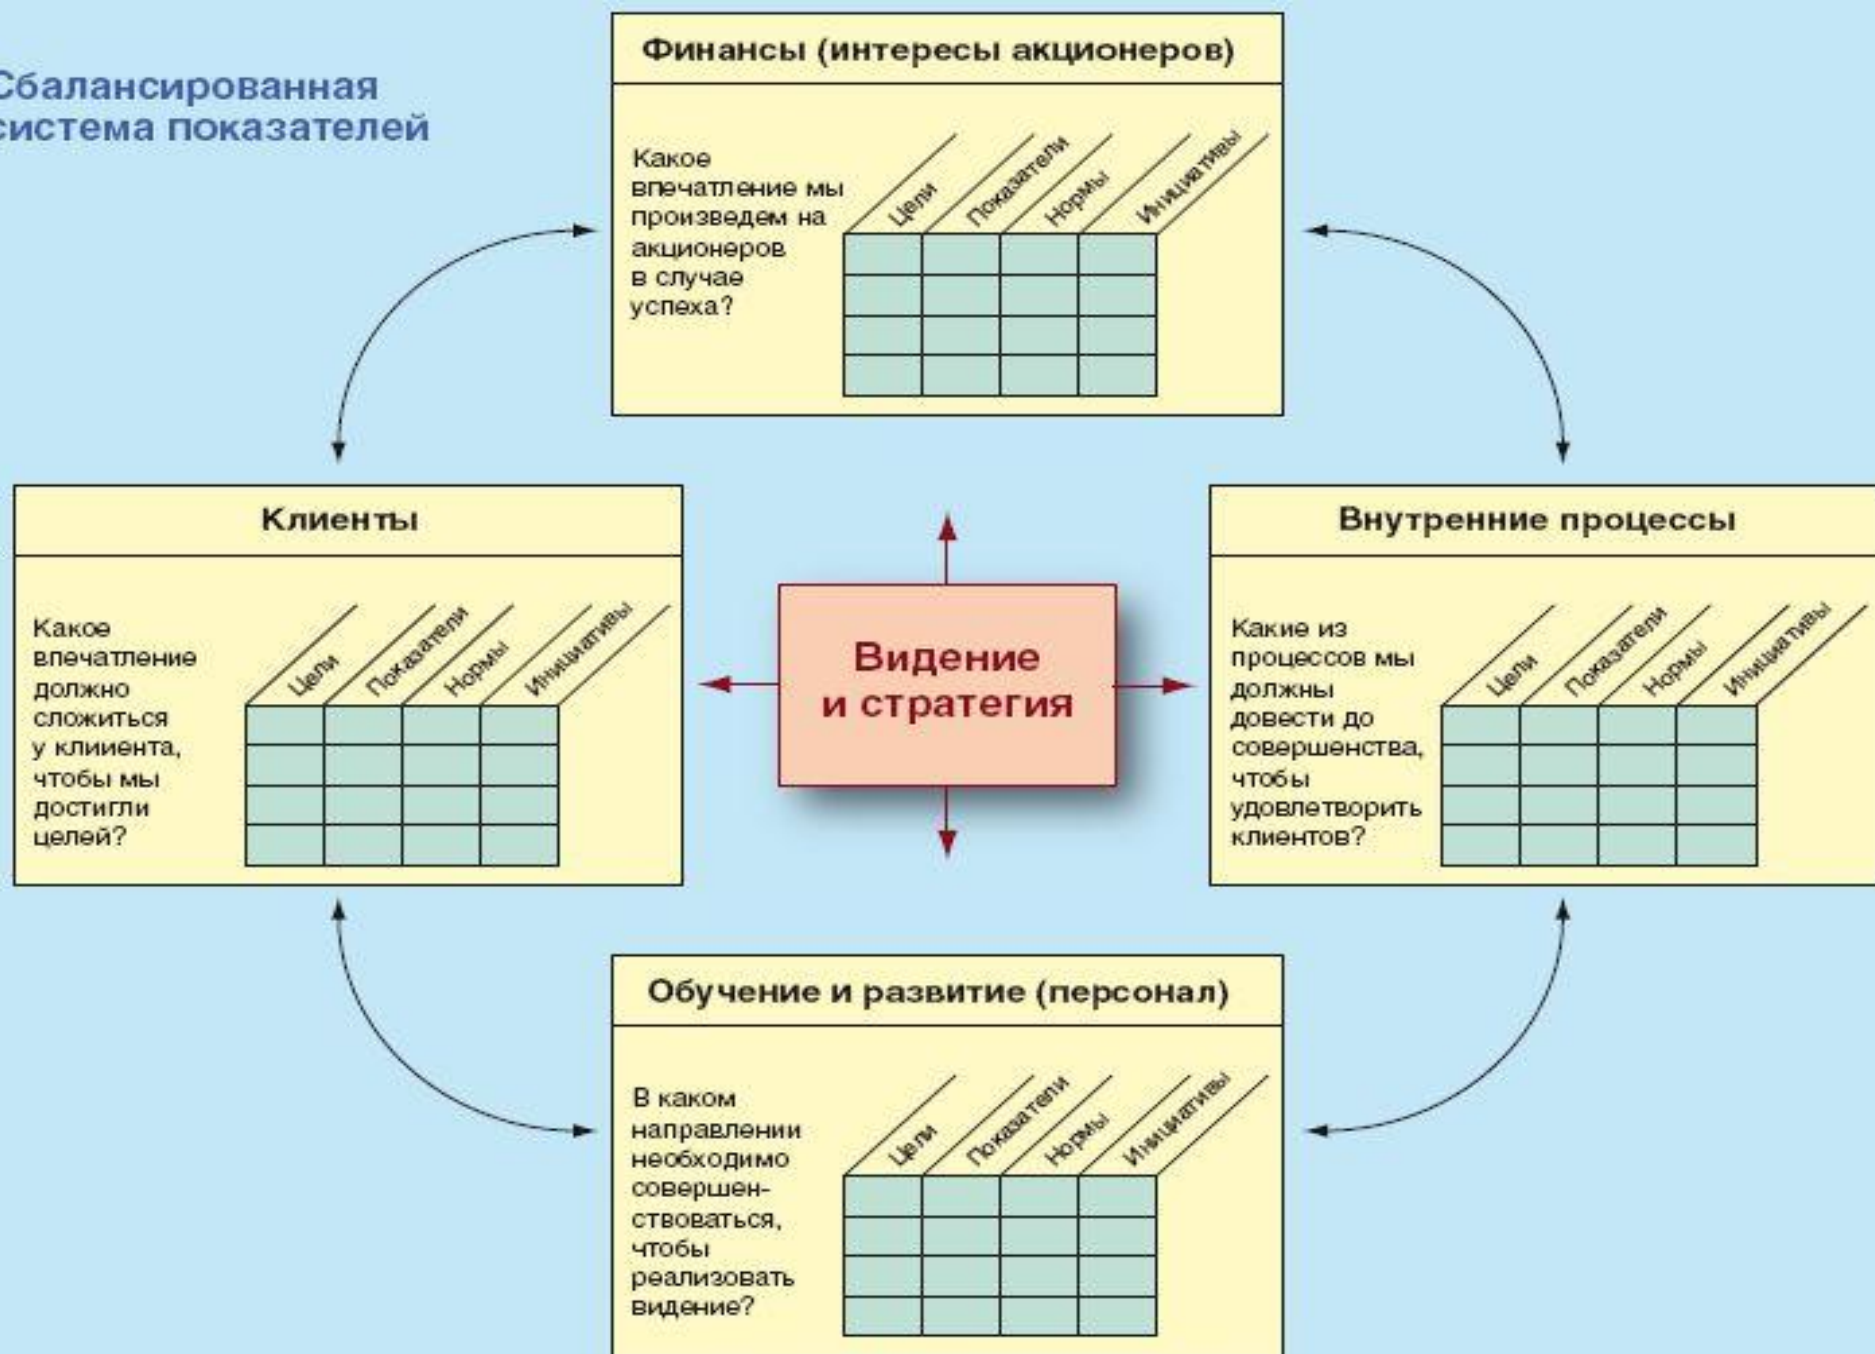 Сбалансированная
система показателей
Финансы (интересы акционеров)
Какое
впечатление мы
произведем на
акционеров
в случае
успеха?
Цели
Показатели
Нормы
Инициативы
Клиенты
Какое
впечатление
должно
сложиться
у клииента,
чтобы мы
достигли
целей?
Цели
Показатели
Нормы
Инициативы
Видение
и стратегия
Внутренние процессы
Какие из
процессов мы
должны
довести до
совершенства,
чтобы
удовлетворить
клиентов?
Цели
Показатели
Нормы
Инициативы
Обучение и развитие (персонал)
В каком
направлении
необходимо
совершен-
ствоваться,
чтобы
реализовать
видение?
Цели
Показатели
Нормы
Инициативы